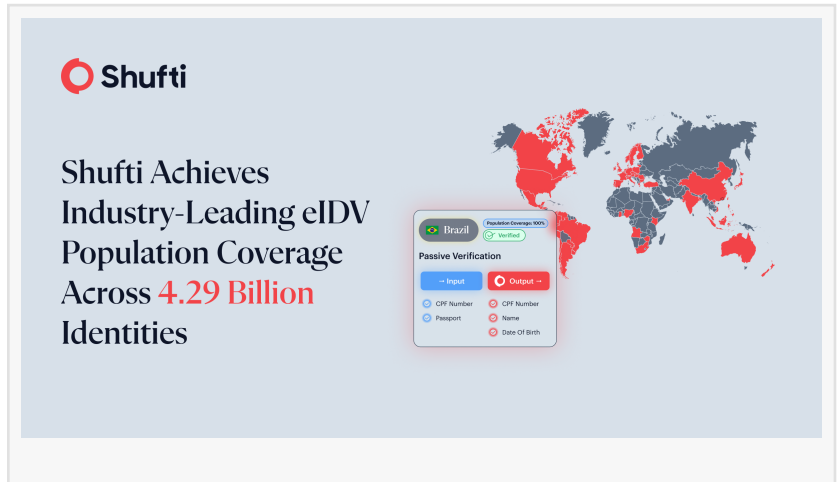 Shufti
Shufti Achieves
Industry-Leading eIDV
Population Coverage
Across 4.29 Billion
Identities
Brazil
Population Coverage: 100%
Verified
Passive Verification
→ Input
Output →
CPF Number
Passport
CPF Number
Name
Date Of Birth